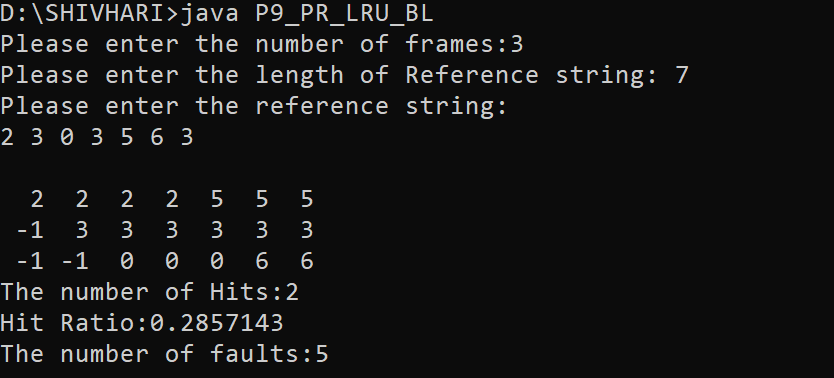 D:\SHIVHARI>java P9_PR_LRU_BL
Please enter the number of frames:3
Please enter the length of Reference string: 7
Please enter the reference string:
2 3 0 3 5 6 3
2 2 2 2 5 5 5
-1 3 3 3 3 3 3
-1 -1 0 0 0 6 6
The number of Hits:2
Hit Ratio:0.2857143
The number of faults:5